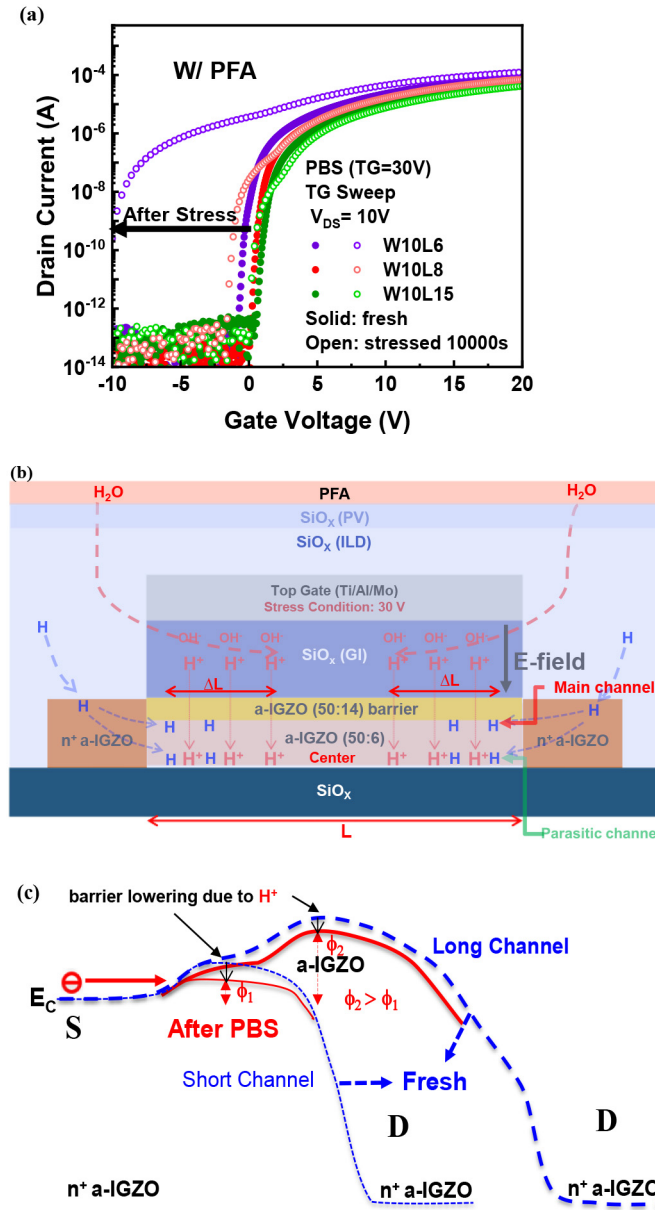 (a)
W/ PFA
PBS (TG=30V)
TG Sweep
V_DS= 10V
After Stress
W10L6
W10L8
W10L15
Solid: fresh
Open: stressed 10000s
Drain Current (A)
10⁻⁴
10⁻⁶
10⁻⁸
10⁻¹⁰
10⁻¹²
10⁻¹⁴
-10 -5 0 5 10 15 20
Gate Voltage (V)
(b)
H₂O PFA H₂O
SiOₓ (PV)
SiOₓ (ILD)
Top Gate (Ti/Al/Mo)
Stress Condition: 30 V
H OH⁻ OH⁻ OH⁻ OH⁻ OH⁻ OH⁻ H
H⁺ H⁺ H⁺ SiOₓ (GI) H⁺ H⁺ H⁺ E-field
ΔL ΔL Main channel
H a-IGZO (50:14) barrier H
H H a-IGZO (50:6) H H
n⁺ a-IGZO n⁺ a-IGZO
Center
H H⁺ H H⁺ H⁺ H⁺ H H⁺ H⁺ H
SiOₓ
L Parasitic channel
(c)
barrier lowering due to H⁺
ϕ₂ Long Channel
a-IGZO
E_C
S
ϕ₁ ϕ₂ > ϕ₁
After PBS
Short Channel Fresh
D D
n⁺ a-IGZO n⁺ a-IGZO n⁺ a-IGZO